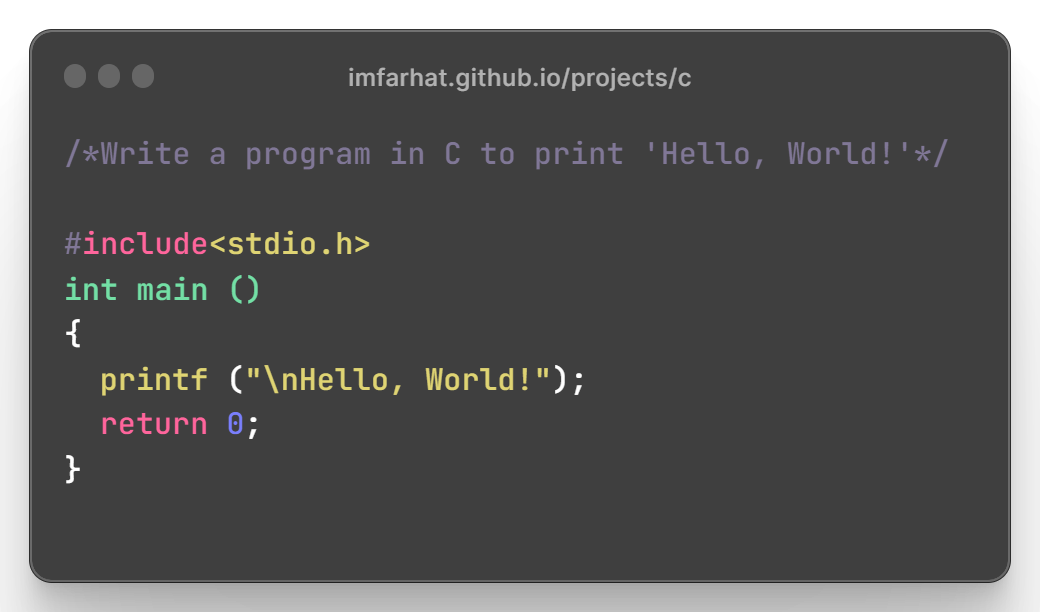 imfarhat.github.io/projects/c
/*Write a program in C to print 'Hello, World!'*/
#include<stdio.h>
int main ()
{
  printf ("\nHello, World!");
  return 0;
}